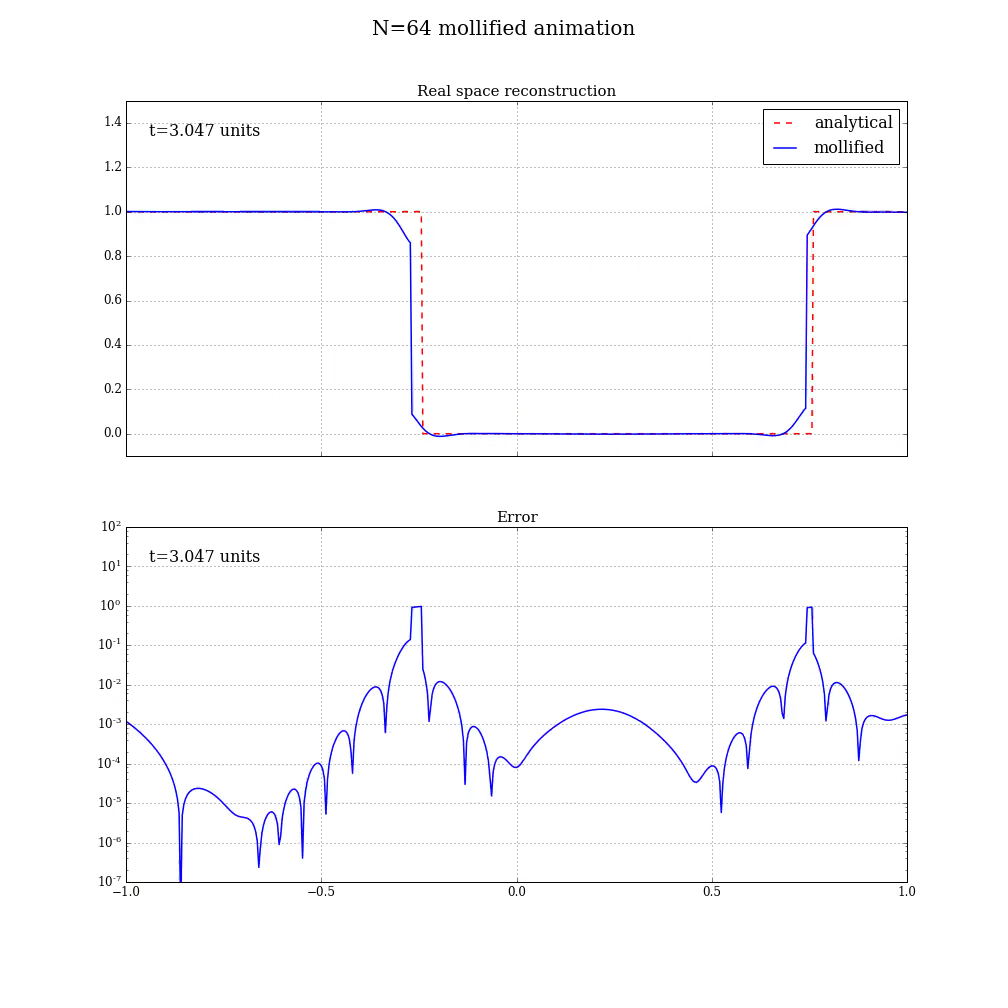 N=64 mollified animation
Real space reconstruction
t=3.047 units
analytical
mollified
1.4
1.2
1.0
0.8
0.6
0.4
0.2
0.0
Error
t=3.047 units
10²
10¹
10⁰
10⁻¹
10⁻²
10⁻³
10⁻⁴
10⁻⁵
10⁻⁶
10⁻⁷
−1.0 −0.5 0.0 0.5 1.0